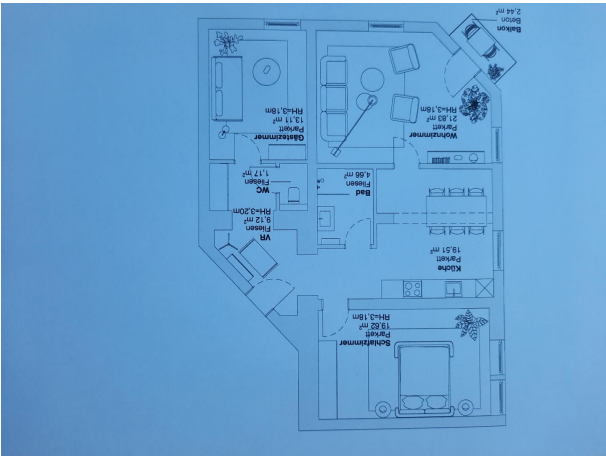 Schlafzimmer
Parkett
19,62 m²
RH=3,18m
Küche
Parkett
19,51 m²
VR
Fliesen
9,12 m²
RH=3,20m
Bad
Fliesen
4,66 m²
WC
Fliesen
1,17 m²
Wohnzimmer
Parkett
21,83 m²
RH=3,18m
Gästezimmer
Parkett
13,11 m²
RH=3,18m
Balkon
Beton
2,44 m²